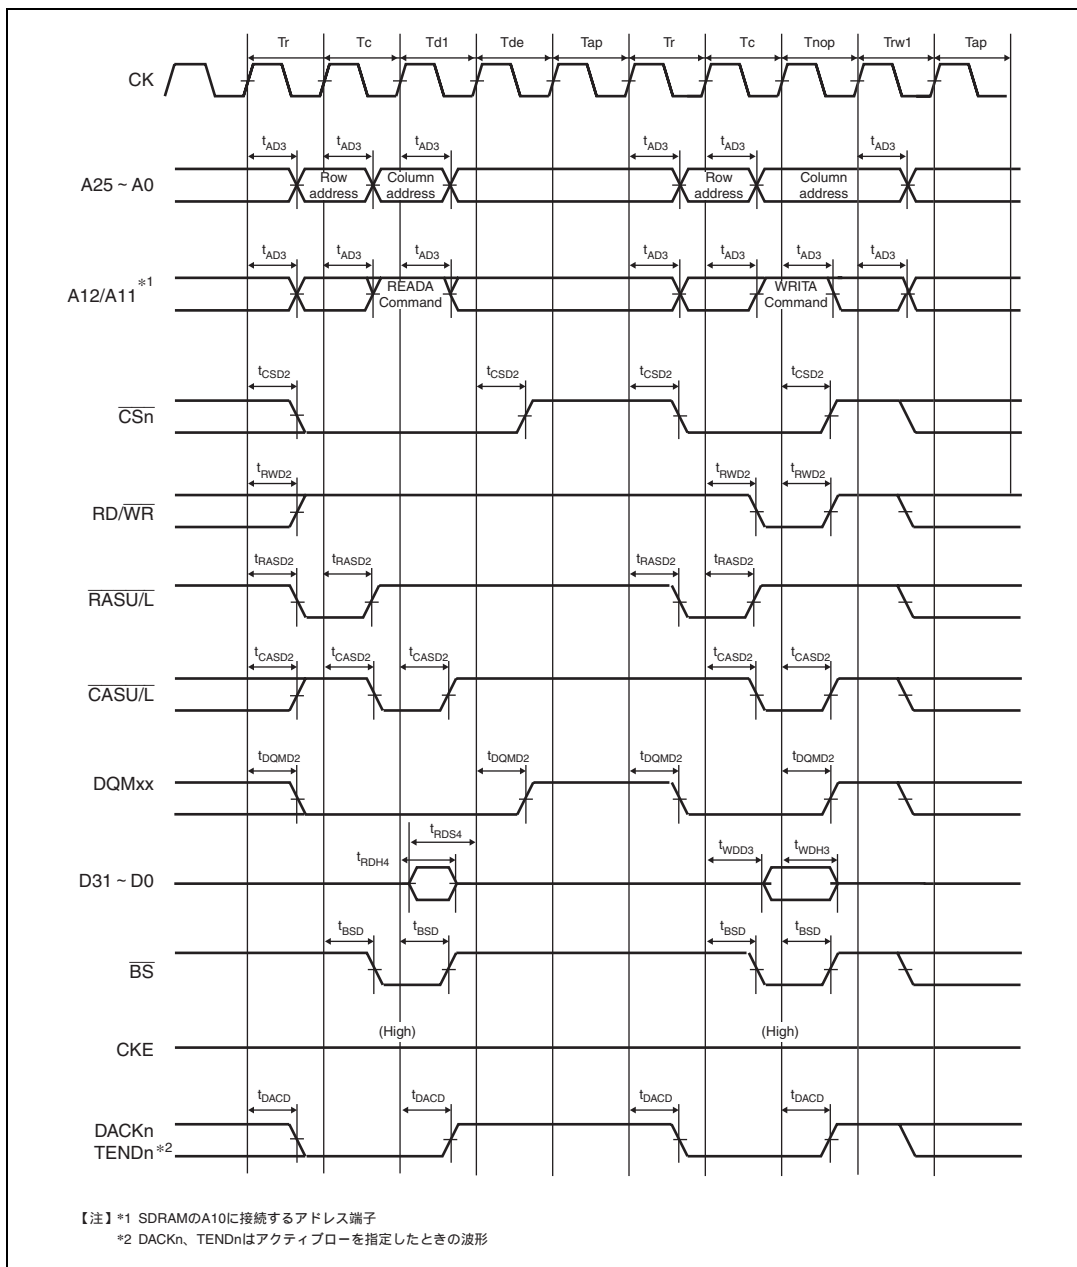 Tr Tc Td1 Tde Tap Tr Tc Tnop Trw1 Tap
CK
tAD3 tAD3 tAD3 tAD3 tAD3 tAD3
A25 ~ A0
Row address Column address Row address Column address
tAD3 tAD3 tAD3 tAD3 tAD3 tAD3 tAD3
A12/A11*1
READA Command WRITA Command
tCSD2 tCSD2 tCSD2 tCSD2
CSn
tRWD2 tRWD2 tRWD2
RD/WR
tRASD2 tRASD2 tRASD2 tRASD2
RASU/L
tCASD2 tCASD2 tCASD2 tCASD2 tCASD2
CASU/L
tDQMD2 tDQMD2 tDQMD2 tDQMD2
DQMxx
tRDS4
tRDH4 tWDD3 tWDH3
D31 ~ D0
tBSD tBSD tBSD tBSD
BS
(High) (High)
CKE
tDACD tDACD tDACD tDACD
DACKn
TENDn*2
【注】*1 SDRAMのA10に接続するアドレス端子
*2 DACKn、TENDnはアクティブローを指定したときの波形